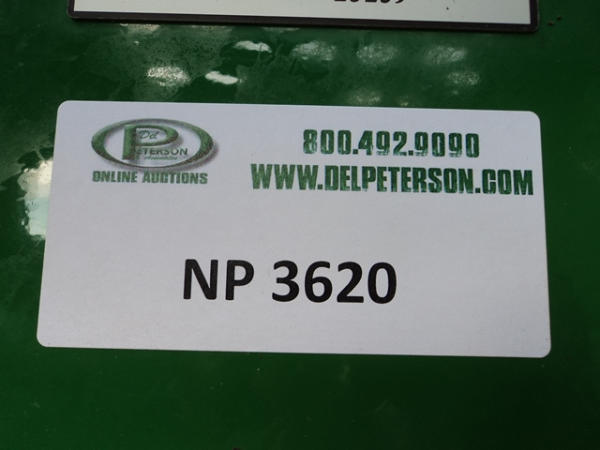 Del
PETERSON
ONLINE AUCTIONS
800.492.9090
WWW.DELPETERSON.COM
NP 3620